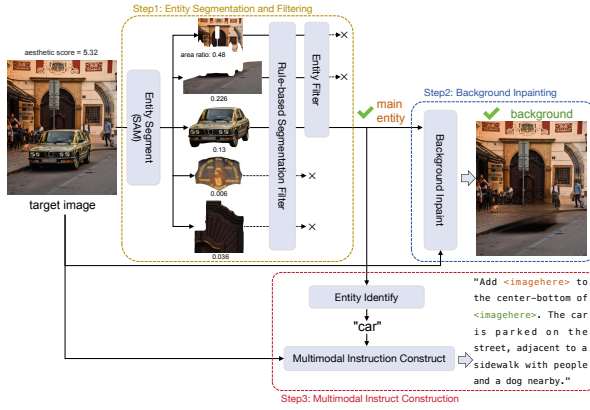 Step1: Entity Segmentation and Filtering
aesthetic score = 5.32
target image
Entity Segment
(SAM)
area ratio: 0.48
0.226
0.13
0.006
0.036
Rule-based Segmentation Filter
Entity Filter
main
entity
Step2: Background Inpainting
background
Background Inpaint
Entity Identify
"car"
Multimodal Instruction Construct
"Add <imagehere> to
the center-bottom of
<imagehere>. The car
is parked on the
street, adjacent to a
sidewalk with people
and a dog nearby."
Step3: Multimodal Instruct Construction